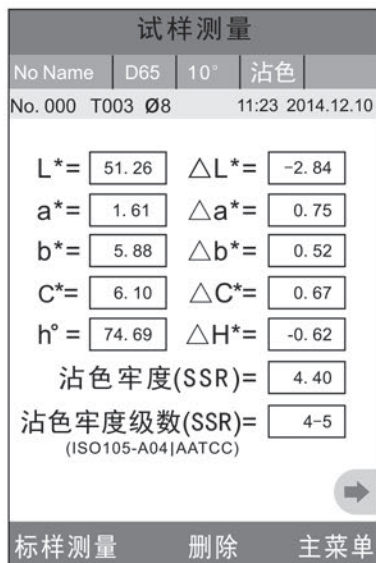 试样测量
No Name D65 10° 沾色
No. 000 T003 Ø8 11:23 2014.12.10
L*= 51.26 △L*= -2.84
a*= 1.61 △a*= 0.75
b*= 5.88 △b*= 0.52
C*= 6.10 △C*= 0.67
h°= 74.69 △H*= -0.62
沾色牢度(SSR)= 4.40
沾色牢度级数(SSR)= 4-5
(ISO105-A04|AATCC)
标样测量 删除 主菜单